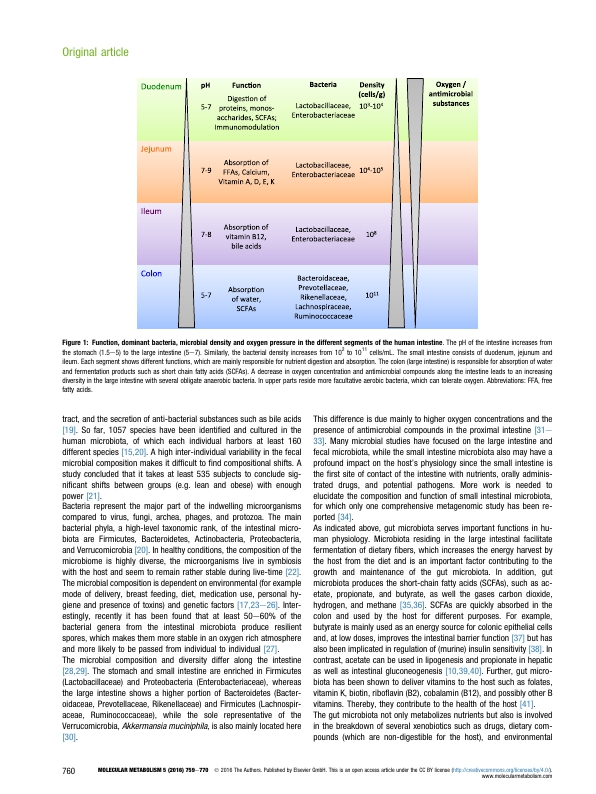 Original article
Duodenum
pH
Function
Bacteria
Density
(cells/g)
Oxygen /
antimicrobial
substances
5-7
Digestion of
proteins, monos-
accharides, SCFAs;
Immunomodulation
Lactobacillaceae,
Enterobacteriaceae
Jejunum
7-9
Absorption of
FFAs, Calcium,
Vitamin A, D, E, K
Lactobacillaceae,
Enterobacteriaceae
Ileum
7-8
Absorption of
vitamin B12,
bile acids
Lactobacillaceae,
Enterobacteriaceae
10⁸
Colon
5-7
Absorption
of water,
SCFAs
Bacteroidaceae,
Prevotellaceae,
Rikenellaceae,
Lachnospiraceae,
Ruminococcaceae
10¹¹
Figure 1: Function, dominant bacteria, microbial density and oxygen pressure in the different segments of the human intestine. The pH of the intestine increases from
the stomach (1.5–5) to the large intestine (5–7). Similarly, the bacterial density increases from 10² to 10¹¹ cells/mL. The small intestine consists of duodenum, jejunum and
ileum. Each segment shows different functions, which are mainly responsible for nutrient digestion and absorption. The colon (large intestine) is responsible for absorption of water
and fermentation products such as short chain fatty acids (SCFAs). A decrease in oxygen concentration and antimicrobial compounds along the intestine leads to an increasing
diversity in the large intestine with several obligate anaerobic bacteria. In upper parts reside more facultative aerobic bacteria, which can tolerate oxygen. Abbreviations: FFA, free
fatty acids.
tract, and the secretion of anti-bacterial substances such as bile acids
[19]. So far, 1057 species have been identified and cultured in the
human microbiota, of which each individual harbors at least 160
different species [15,20]. A high inter-individual variability in the fecal
microbial composition makes it difficult to find compositional shifts. A
study concluded that it takes at least 535 subjects to conclude sig-
nificant shifts between groups (e.g. lean and obese) with enough
power [21].
Bacteria represent the major part of the indwelling microorganisms
compared to virus, fungi, arches, phages, and protozoa. The main
bacterial phyla, a high-level taxonomic rank, of the intestinal micro-
biota are Firmicutes, Bacteroidetes, Actinobacteria, Proteobacteria,
and Verrucomicrobia [20]. In healthy conditions, the composition of the
microbiome is highly diverse, the microorganisms live in symbiosis
with the host and seem to remain rather stable during live-time [22].
The microbial composition is dependent on environmental (for example
mode of delivery, breast feeding, diet, medication use, personal hy-
giene and presence of toxins) and genetic factors [17,23–26]. Inter-
estingly, recently it has been found that at least 50–60% of the
bacterial genera from the intestinal microbiota produce resilient
spores, which makes them more stable in an oxygen rich atmosphere
and more likely to be passed from individual to individual [27].
The microbial composition and diversity differ along the intestine
[28,29]. The stomach and small intestine are enriched in Firmicutes
(Lactobacillaceae) and Proteobacteria (Enterobacteriaceae), whereas
the large intestine shows a higher portion of Bacteroidetes (Bacter-
oidaceae, Prevotellaceae, Rikenellaceae) and Firmicutes (Lachnospir-
aceae, Ruminococcaceae), while the sole representative of the
Verrucomicrobia, Akkermansia muciniphila, is also mainly located here
[30].
This difference is due mainly to higher oxygen concentrations and the
presence of antimicrobial compounds in the proximal intestine [31–
33]. Many microbial studies have focused on the large intestine and
fecal microbiota, while the small intestine microbiota also may have a
profound impact on the host's physiology since the small intestine is
the first site of contact of the intestine with nutrients, orally adminis-
trated drugs, and potential pathogens. More work is needed to
elucidate the composition and function of small intestinal microbiota,
for which only one comprehensive metagenomic study has been re-
ported [34].
As indicated above, gut microbiota serves important functions in hu-
man physiology. Microbiota residing in the large intestine facilitate
fermentation of dietary fibers, which increases the energy harvest by
the host from the diet and is an important factor contributing to the
growth and maintenance of the gut microbiota. In addition, gut
microbiota produces the short-chain fatty acids (SCFAs), such as ac-
etate, propionate, and butyrate, as well the gases carbon dioxide,
hydrogen, and methane [35,36]. SCFAs are quickly absorbed in the
colon and used by the host for different purposes. For example,
butyrate is mainly used as an energy source for colonic epithelial cells
and, at low doses, improves the intestinal barrier function [37] but has
also been implicated in regulation of (murine) insulin sensitivity [38]. In
contrast, acetate can be used in lipogenesis and propionate in hepatic
as well as intestinal gluconeogenesis [10,39,40]. Further, gut micro-
biota has been shown to deliver vitamins to the host such as folates,
vitamin K, biotin, riboflavin (B2), cobalamin (B12), and possibly other B
vitamins. Thereby, they contribute to the health of the host [41].
The gut microbiota not only metabolizes nutrients but also is involved
in the breakdown of several xenobiotics such as drugs, dietary com-
pounds (which are non-digestible for the host), and environmental
760 MOLECULAR METABOLISM 5 (2016) 759–770 © 2016 The Authors. Published by Elsevier GmbH. This is an open access article under the CC BY license (http://creativecommons.org/licenses/by/4.0/).
www.molecularmetabolism.com